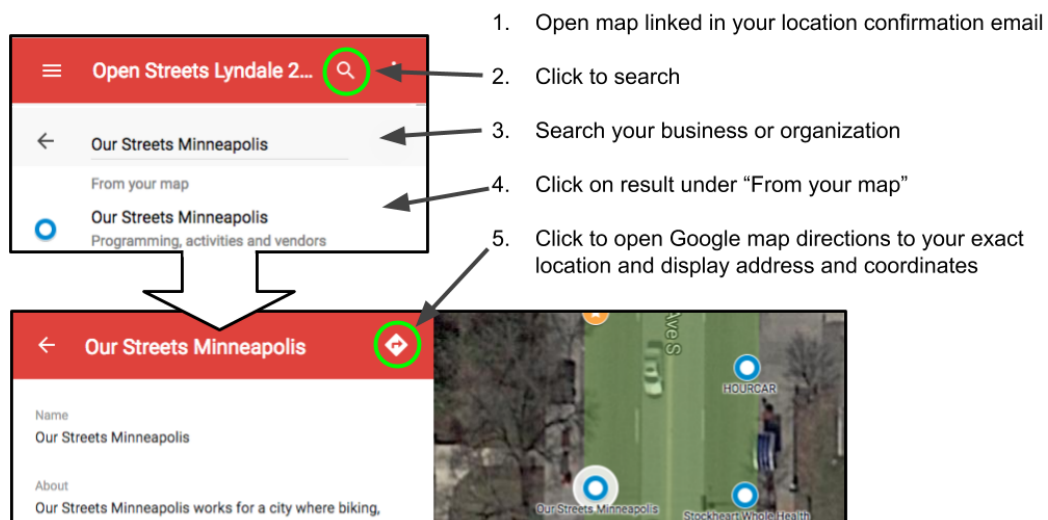 1. Open map linked in your location confirmation email
2. Click to search
3. Search your business or organization
4. Click on result under “From your map”
5. Click to open Google map directions to your exact
location and display address and coordinates
Open Streets Lyndale 2...
Our Streets Minneapolis
From your map
Our Streets Minneapolis
Programming, activities and vendors
Our Streets Minneapolis
Name
Our Streets Minneapolis
About
Our Streets Minneapolis works for a city where biking,
Ave S
HOURCAR
Our Streets Minneapolis
Stockheart Whole Health